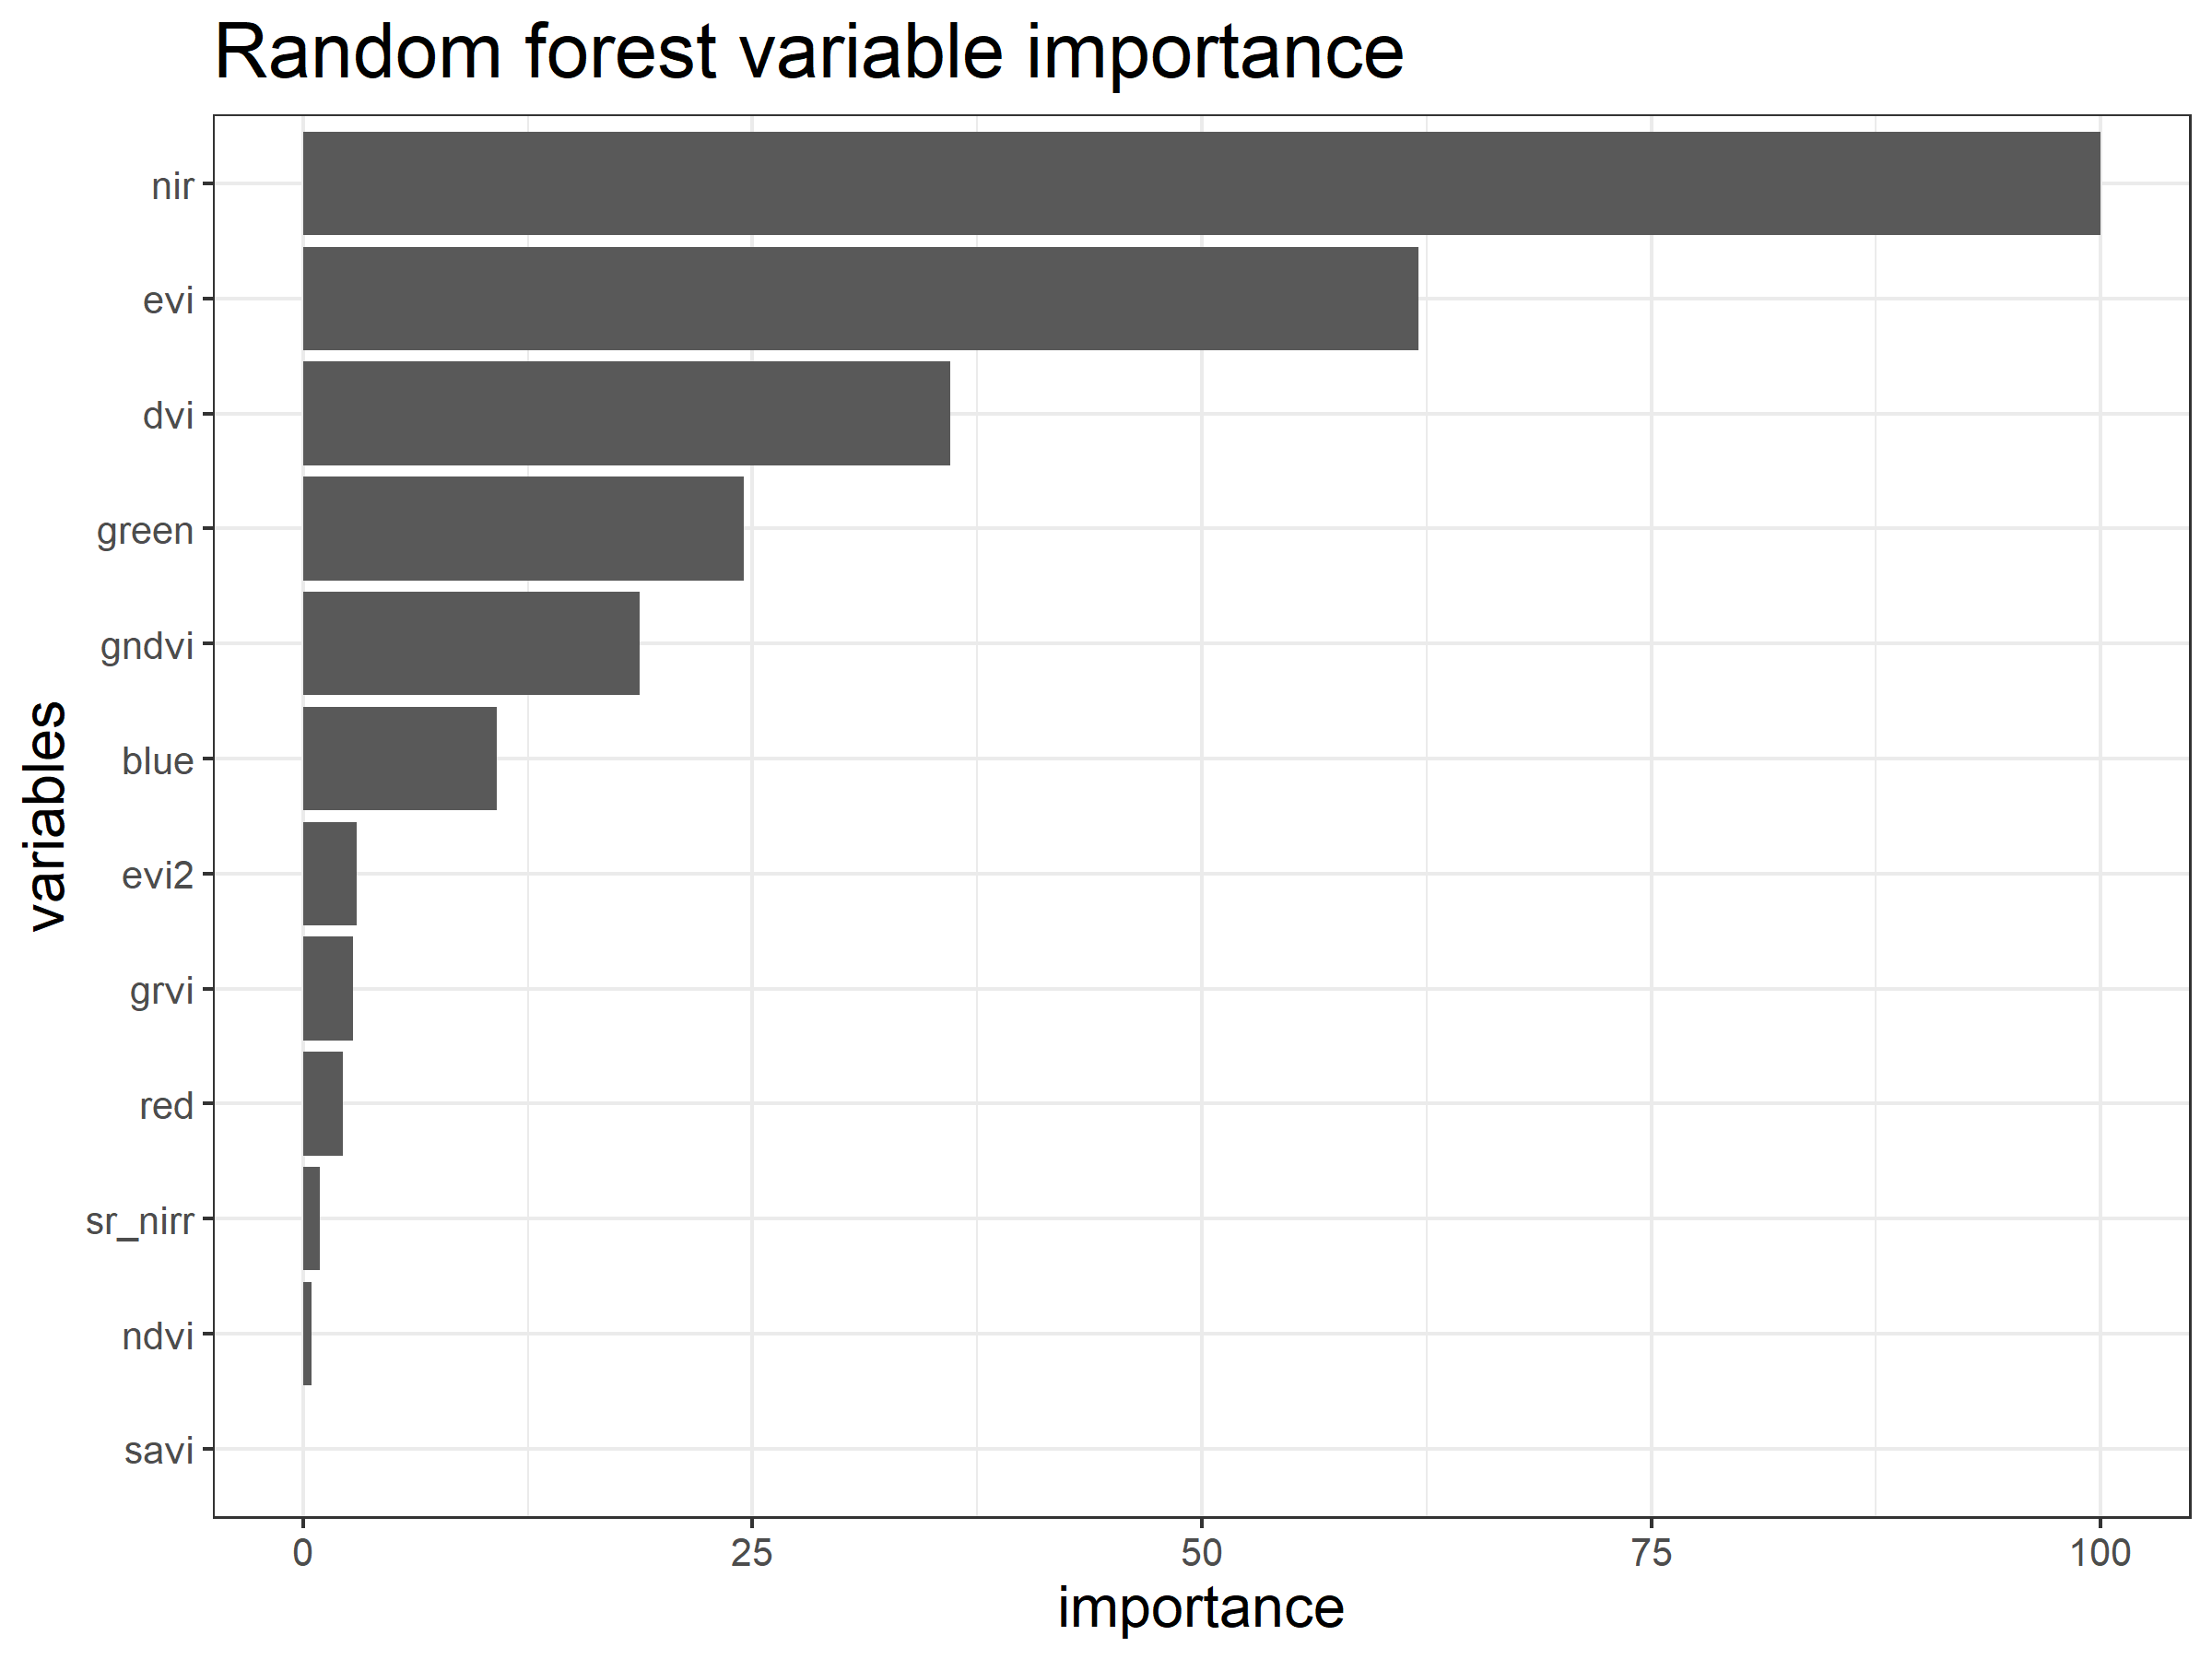 Random forest variable importance
nir
evi
dvi
green
gndvi
blue
evi2
grvi
red
sr_nirr
ndvi
savi
variables
0 25 50 75 100
importance